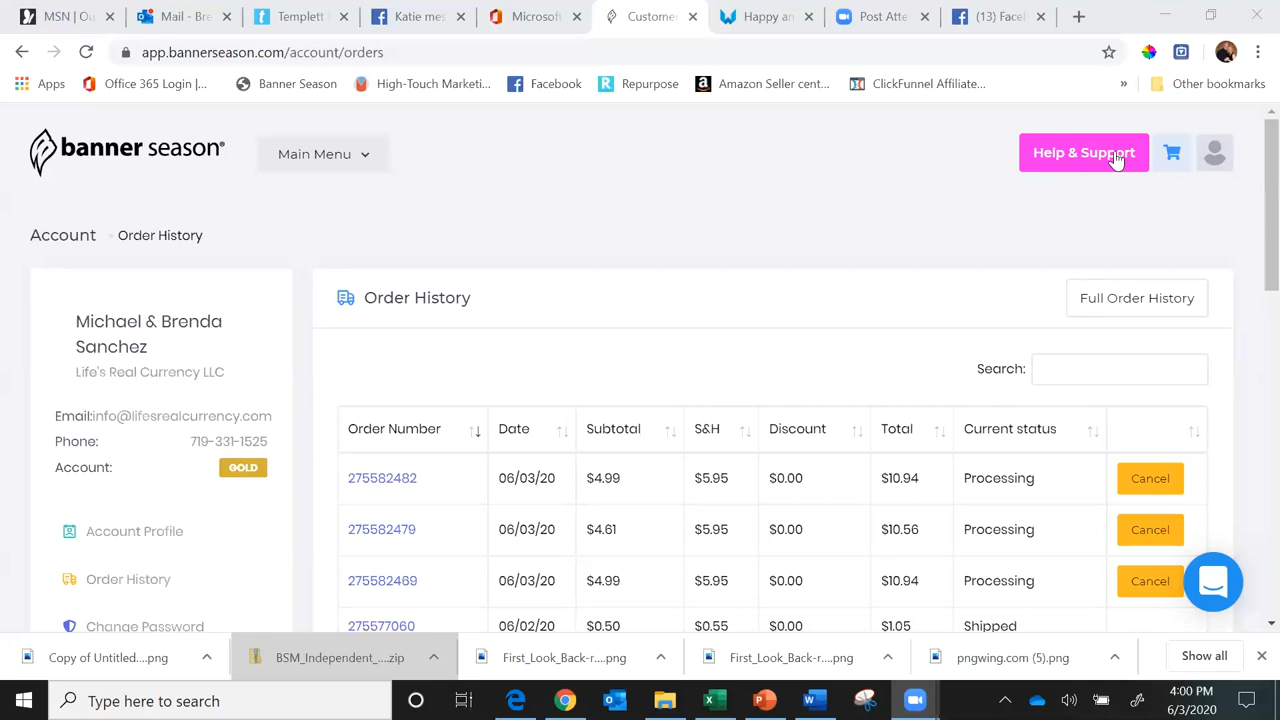 MSN | Ou
Mail - Bre
Templett
Katie mes
Microsoft
Custome
Happy an
Post Atte
(13) Facel
app.bannerseason.com/account/orders
Apps
Office 365 Login |...
Banner Season
High-Touch Marketi...
Facebook
Repurpose
Amazon Seller cent...
ClickFunnel Affiliate...
»
Other bookmarks
banner season®
Main Menu
Help & Support
Account
Order History
Michael & Brenda
Sanchez
Life's Real Currency LLC
Email:info@lifesrealcurrency.com
Phone: 719-331-1525
Account: GOLD
Account Profile
Order History
Change Password
Order History
Full Order History
Search:
Order Number Date Subtotal S&H Discount Total Current status
275582482 06/03/20 $4.99 $5.95 $0.00 $10.94 Processing Cancel
275582479 06/03/20 $4.61 $5.95 $0.00 $10.56 Processing Cancel
275582469 06/03/20 $4.99 $5.95 $0.00 $10.94 Processing Cancel
275577060 06/02/20 $0.50 $0.55 $0.00 $1.05 Shipped
Copy of Untitled....png
BSM_Independent_....zip
First_Look_Back-r....png
First_Look_Back-r....png
pngwing.com (5).png
Show all
Type here to search
4:00 PM
6/3/2020